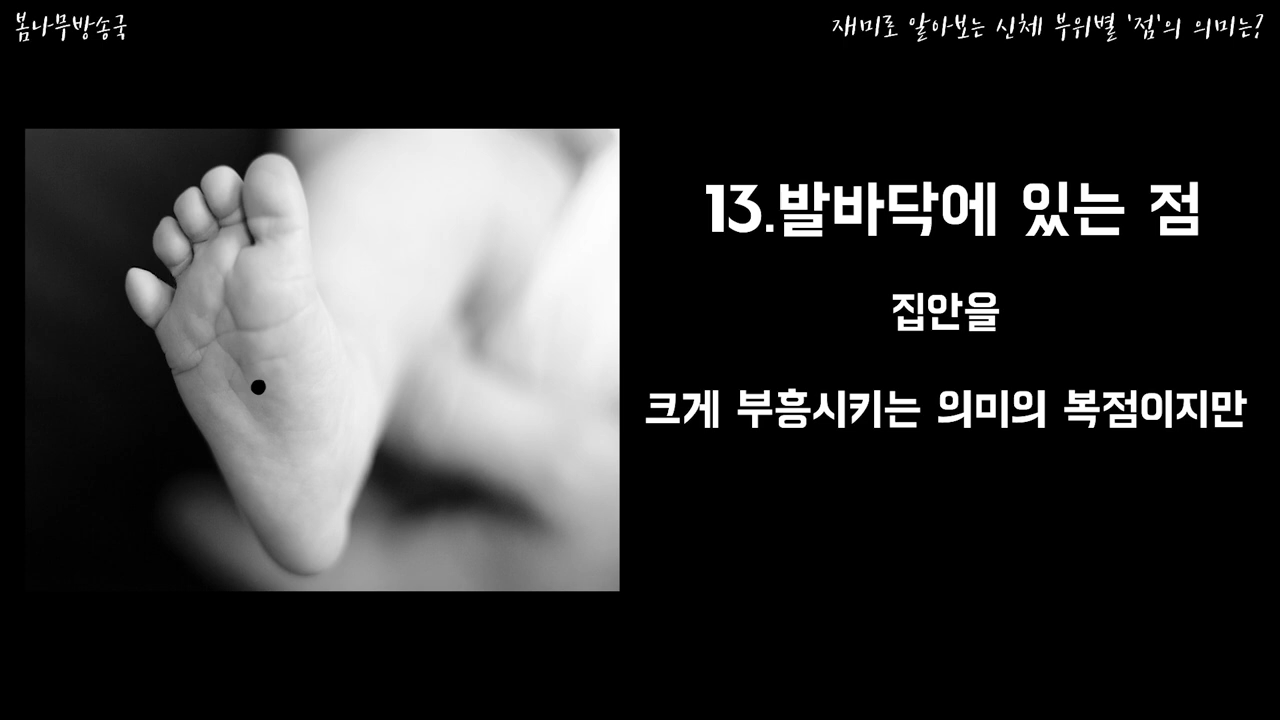 봄나무방송국
재미로 알아보는 신체 부위별 '점'의 의미는?
13.발바닥에 있는 점
집안을
크게 부흥시키는 의미의 복점이지만